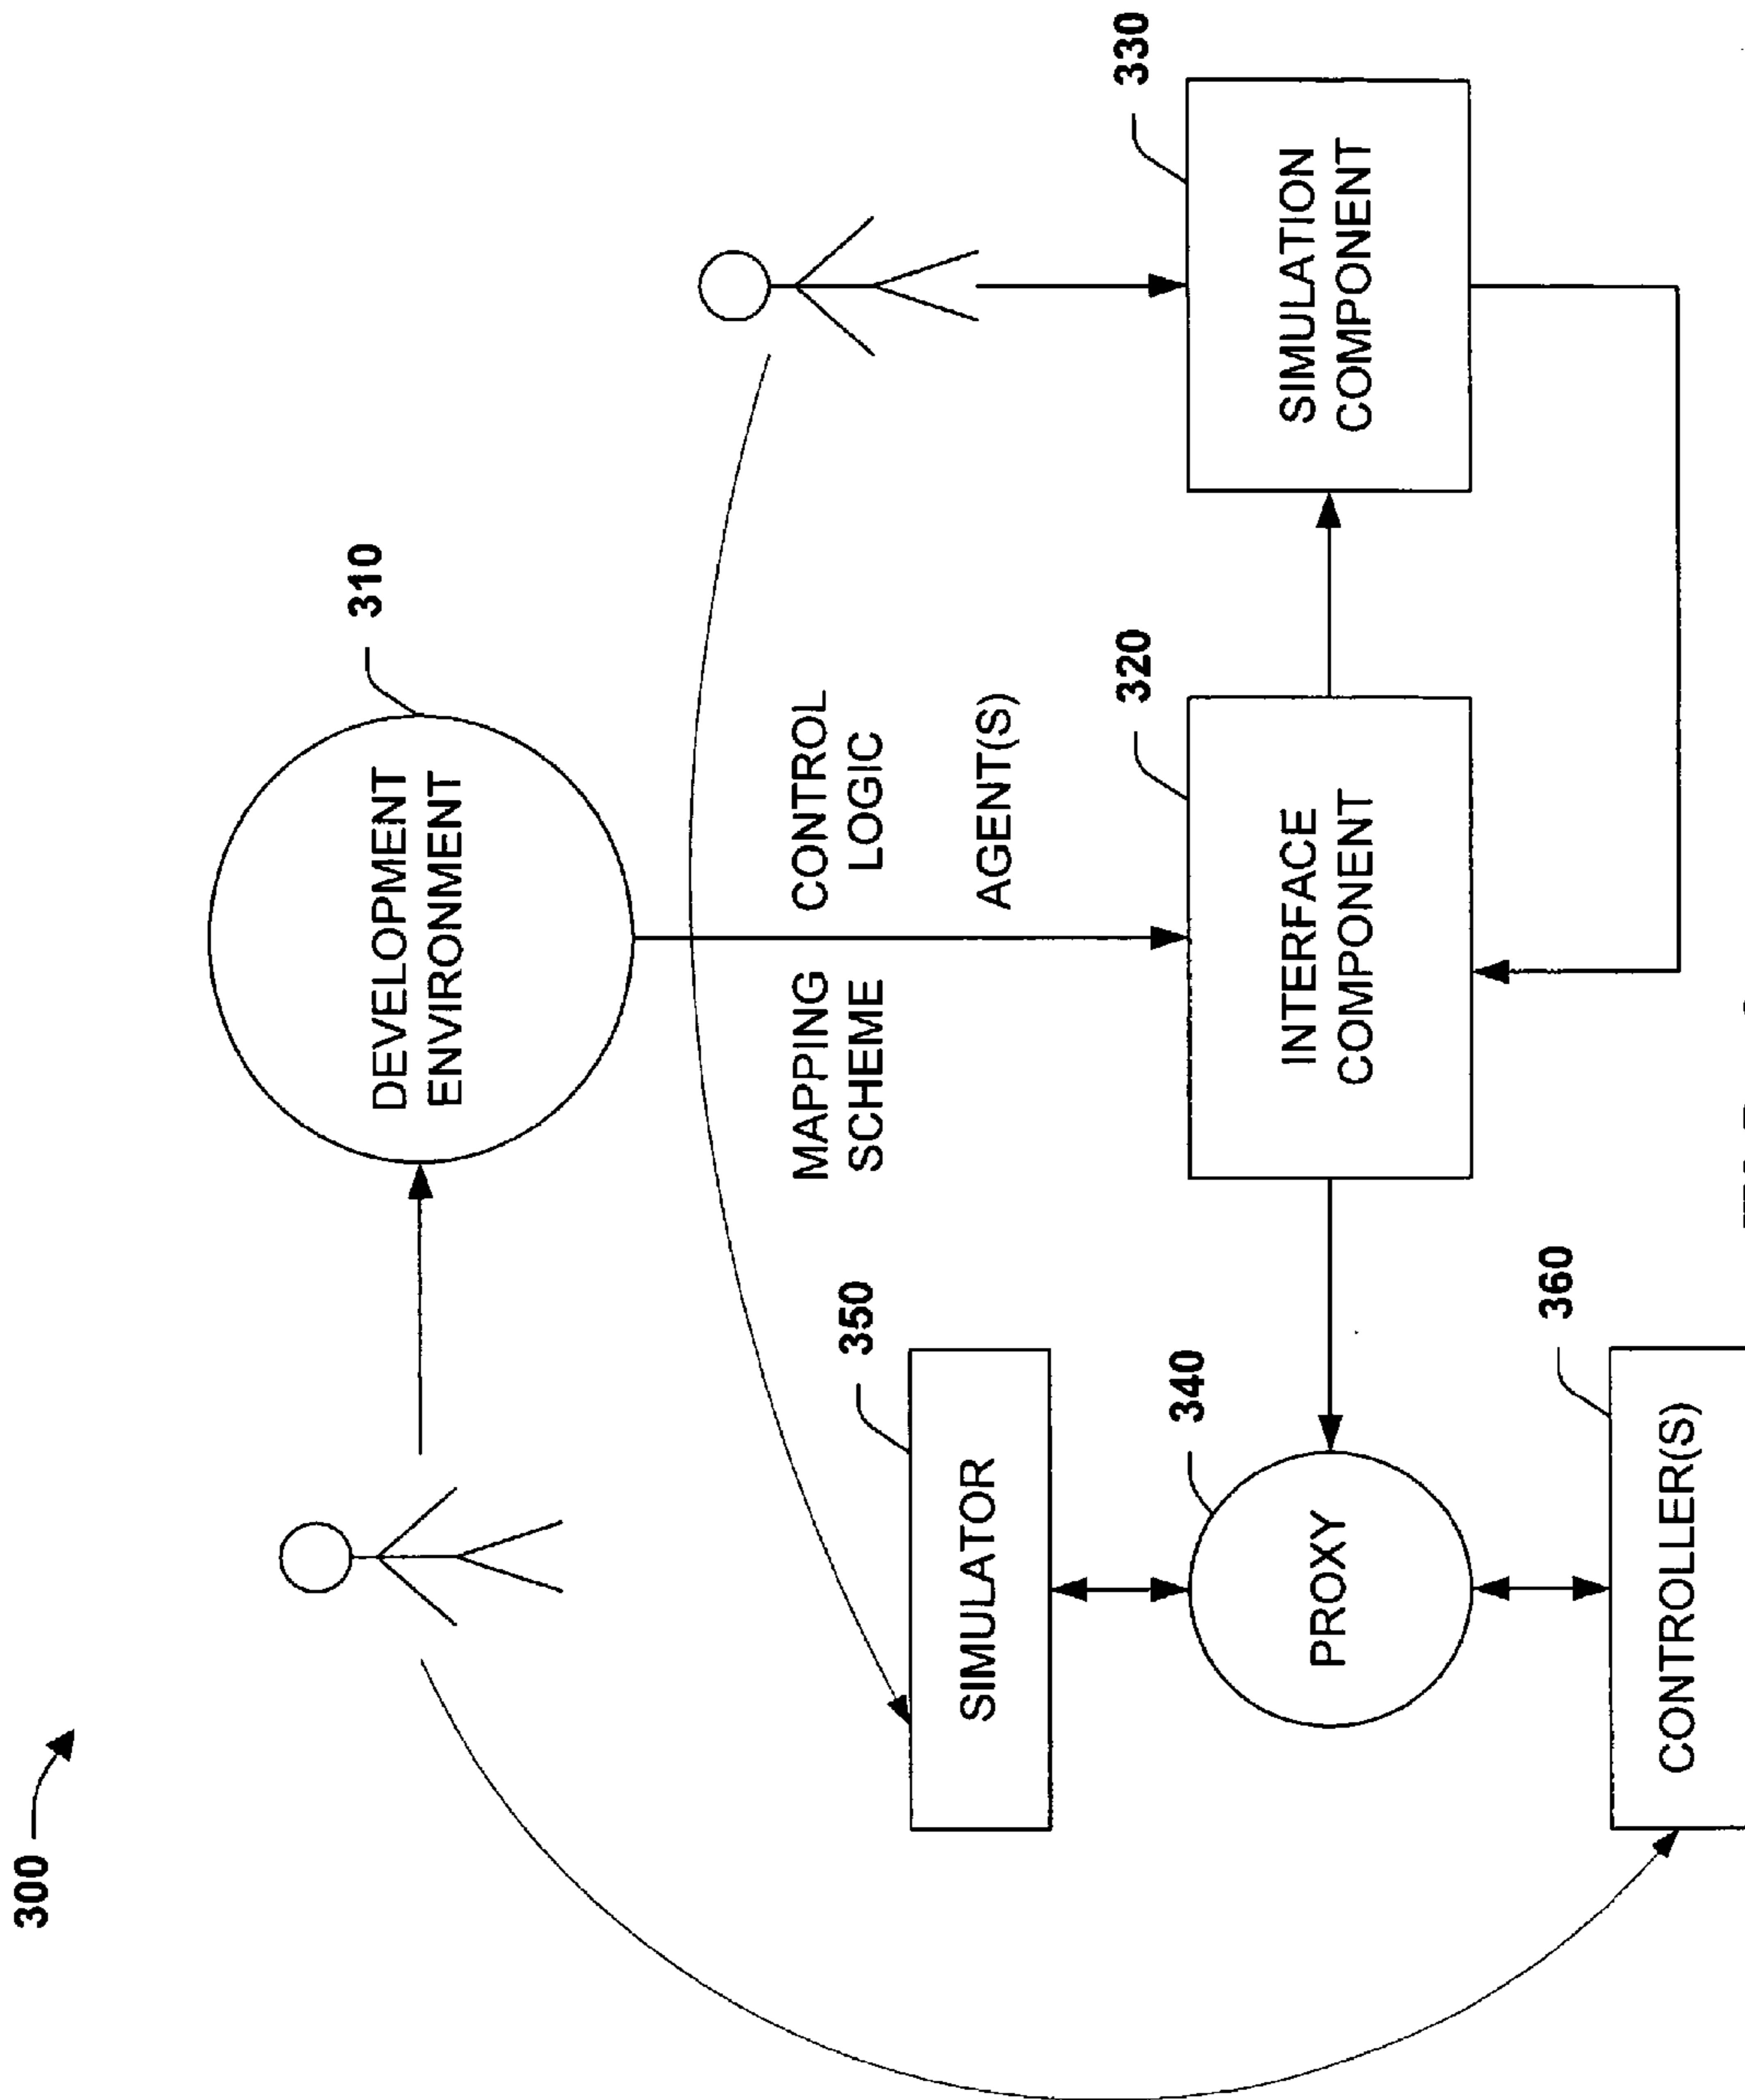 300
310
DEVELOPMENT
ENVIRONMENT
MAPPING
SCHEME
CONTROL
LOGIC
AGENT(S)
350
SIMULATOR
340
PROXY
320
INTERFACE
COMPONENT
330
SIMULATION
COMPONENT
360
CONTROLLER(S)